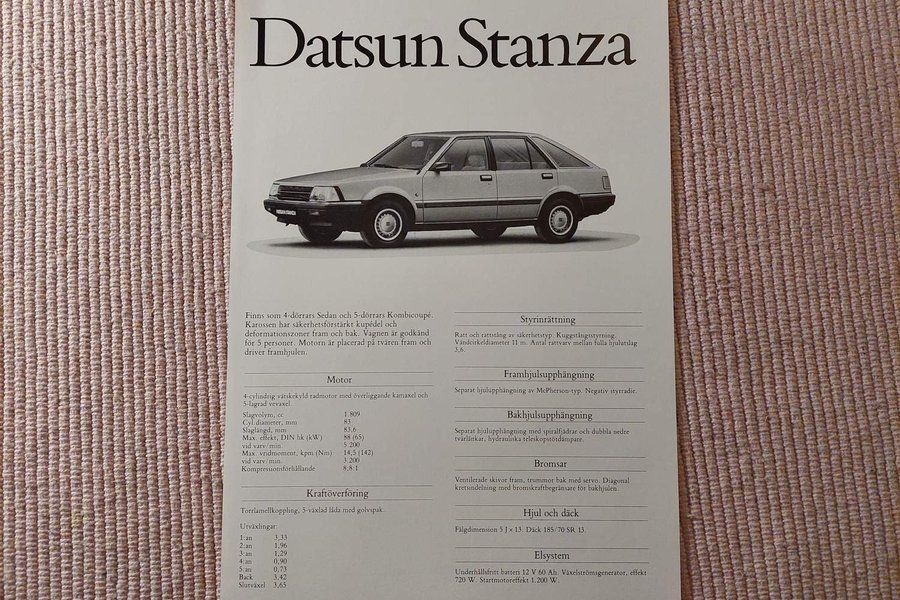 Datsun Stanza
NISSAN STANZA
Finns som 4-dörrars Sedan och 5-dörrars Kombicoupé.
Karossen har säkerhetsförstärkt kupédel och
deformationszoner fram och bak. Vagnen är godkänd
för 5 personer. Motorn är placerad på tvären fram och
driver framhjulen.
Motor
4-cylindrig vätskekyld radmotor med överliggande kamaxel och
5-lagrad vevaxel.
Slagvolym, cc 1.809
Cyl.diameter, mm 83
Slaglängd, mm 83,6
Max. effekt, DIN hk (kW) 88 (65)
vid varv/min. 5 200
Max. vridmoment, kpm (Nm) 14,5 (142)
vid varv/min. 3 200
Kompressionsförhållande 8,8:1
Kraftöverföring
Torrlamellkoppling, 5-växlad låda med golvspak.
Utväxlingar:
1:an 3,33
2:an 1,96
3:an 1,29
4:an 0,90
5:an 0,73
Back 3,42
Slutväxel 3,65
Styrinrättning
Ratt och rattstång av säkerhetstyp. Kuggstångsstyrning.
Vändcirkeldiameter 11 m. Antal rattvarv mellan fulla hjulutslag
3,6.
Framhjulsupphängning
Separat hjulupphängning av McPherson-typ. Negativ styrradie.
Bakhjulsupphängning
Separat hjulupphängning med spiralfjädrar och dubbla nedre
tvärlänkar, hydrauliska teleskopstötdämpare.
Bromsar
Ventilerade skivor fram, trummor bak med servo. Diagonal
kretsindelning med bromskraftbegränsare för bakhjulen.
Hjul och däck
Fälgdimension 5 J × 13. Däck 185/70 SR 13.
Elsystem
Underhållsfritt batteri 12 V 60 Ah. Växelströmsgenerator, effekt
720 W. Startmotoreffekt 1.200 W.